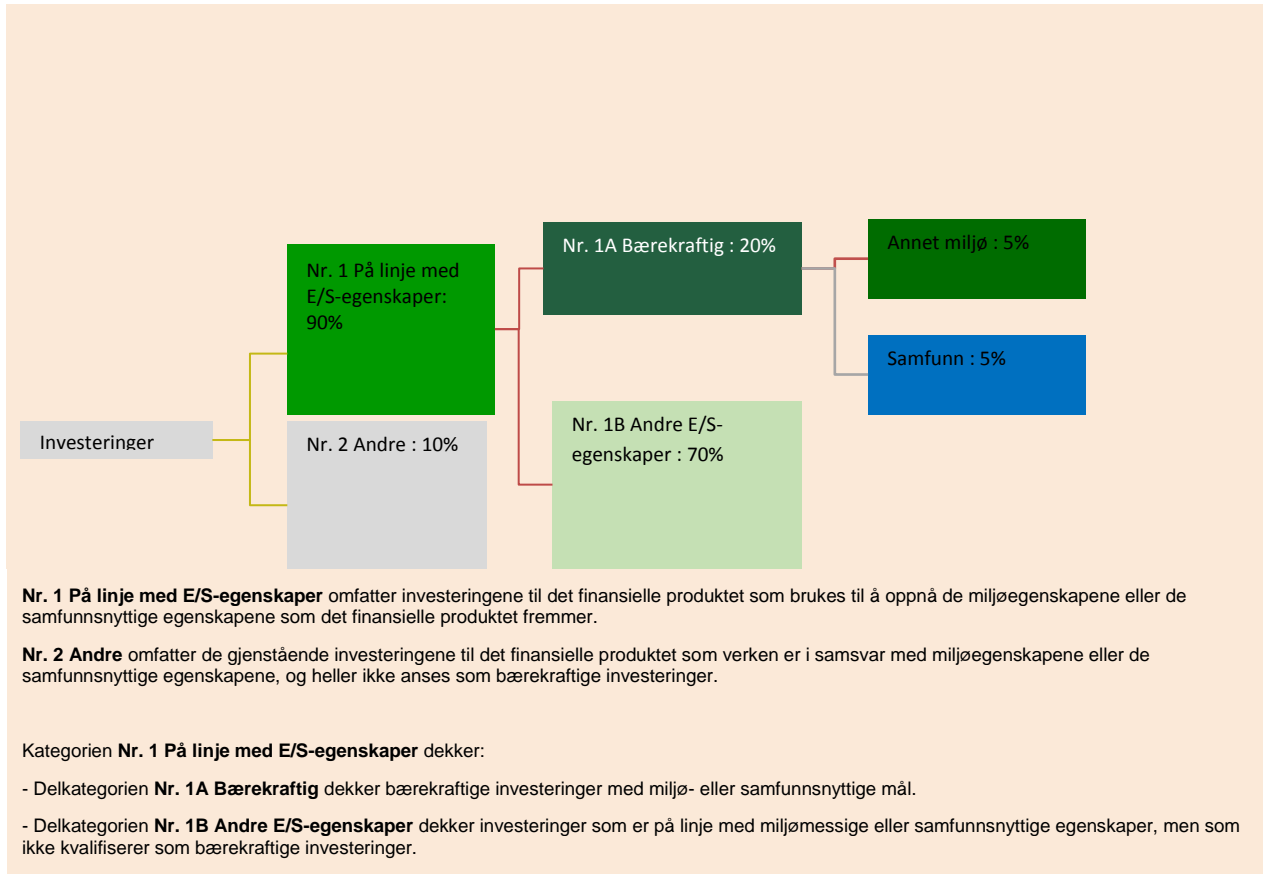 Nr. 1A Bærekraftig : 20%
Annet miljø : 5%
Nr. 1 På linje med
E/S-egenskaper:
90%
Samfunn : 5%
Investeringer
Nr. 2 Andre : 10%
Nr. 1B Andre E/S-
egenskaper : 70%
Nr. 1 På linje med E/S-egenskaper omfatter investeringene til det finansielle produktet som brukes til å oppnå de miljøegenskapene eller de
samfunnsnyttige egenskapene som det finansielle produktet fremmer.
Nr. 2 Andre omfatter de gjenstående investeringene til det finansielle produktet som verken er i samsvar med miljøegenskapene eller de
samfunnsnyttige egenskapene, og heller ikke anses som bærekraftige investeringer.
Kategorien Nr. 1 På linje med E/S-egenskaper dekker:
- Delkategorien Nr. 1A Bærekraftig dekker bærekraftige investeringer med miljø- eller samfunnsnyttige mål.
- Delkategorien Nr. 1B Andre E/S-egenskaper dekker investeringer som er på linje med miljømessige eller samfunnsnyttige egenskaper, men som
ikke kvalifiserer som bærekraftige investeringer.